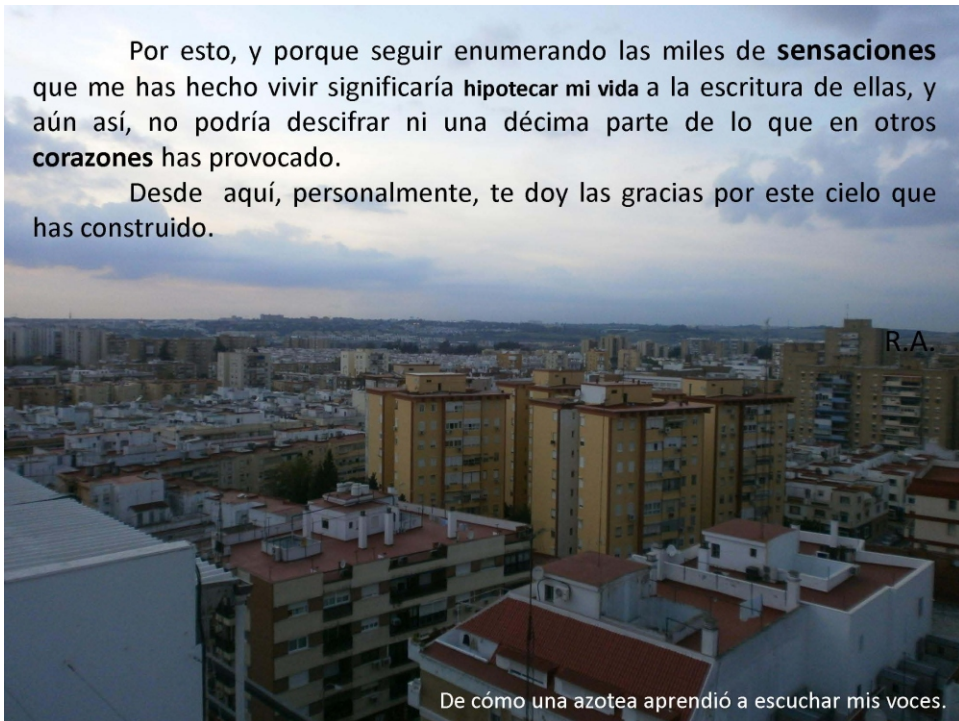 Por esto, y porque seguir enumerando las miles de sensaciones
que me has hecho vivir significaría hipotecar mi vida a la escritura de ellas, y
aún así, no podría descifrar ni una décima parte de lo que en otros
corazones has provocado.
Desde aquí, personalmente, te doy las gracias por este cielo que
has construido.
R.A.
De cómo una azotea aprendió a escuchar mis voces.